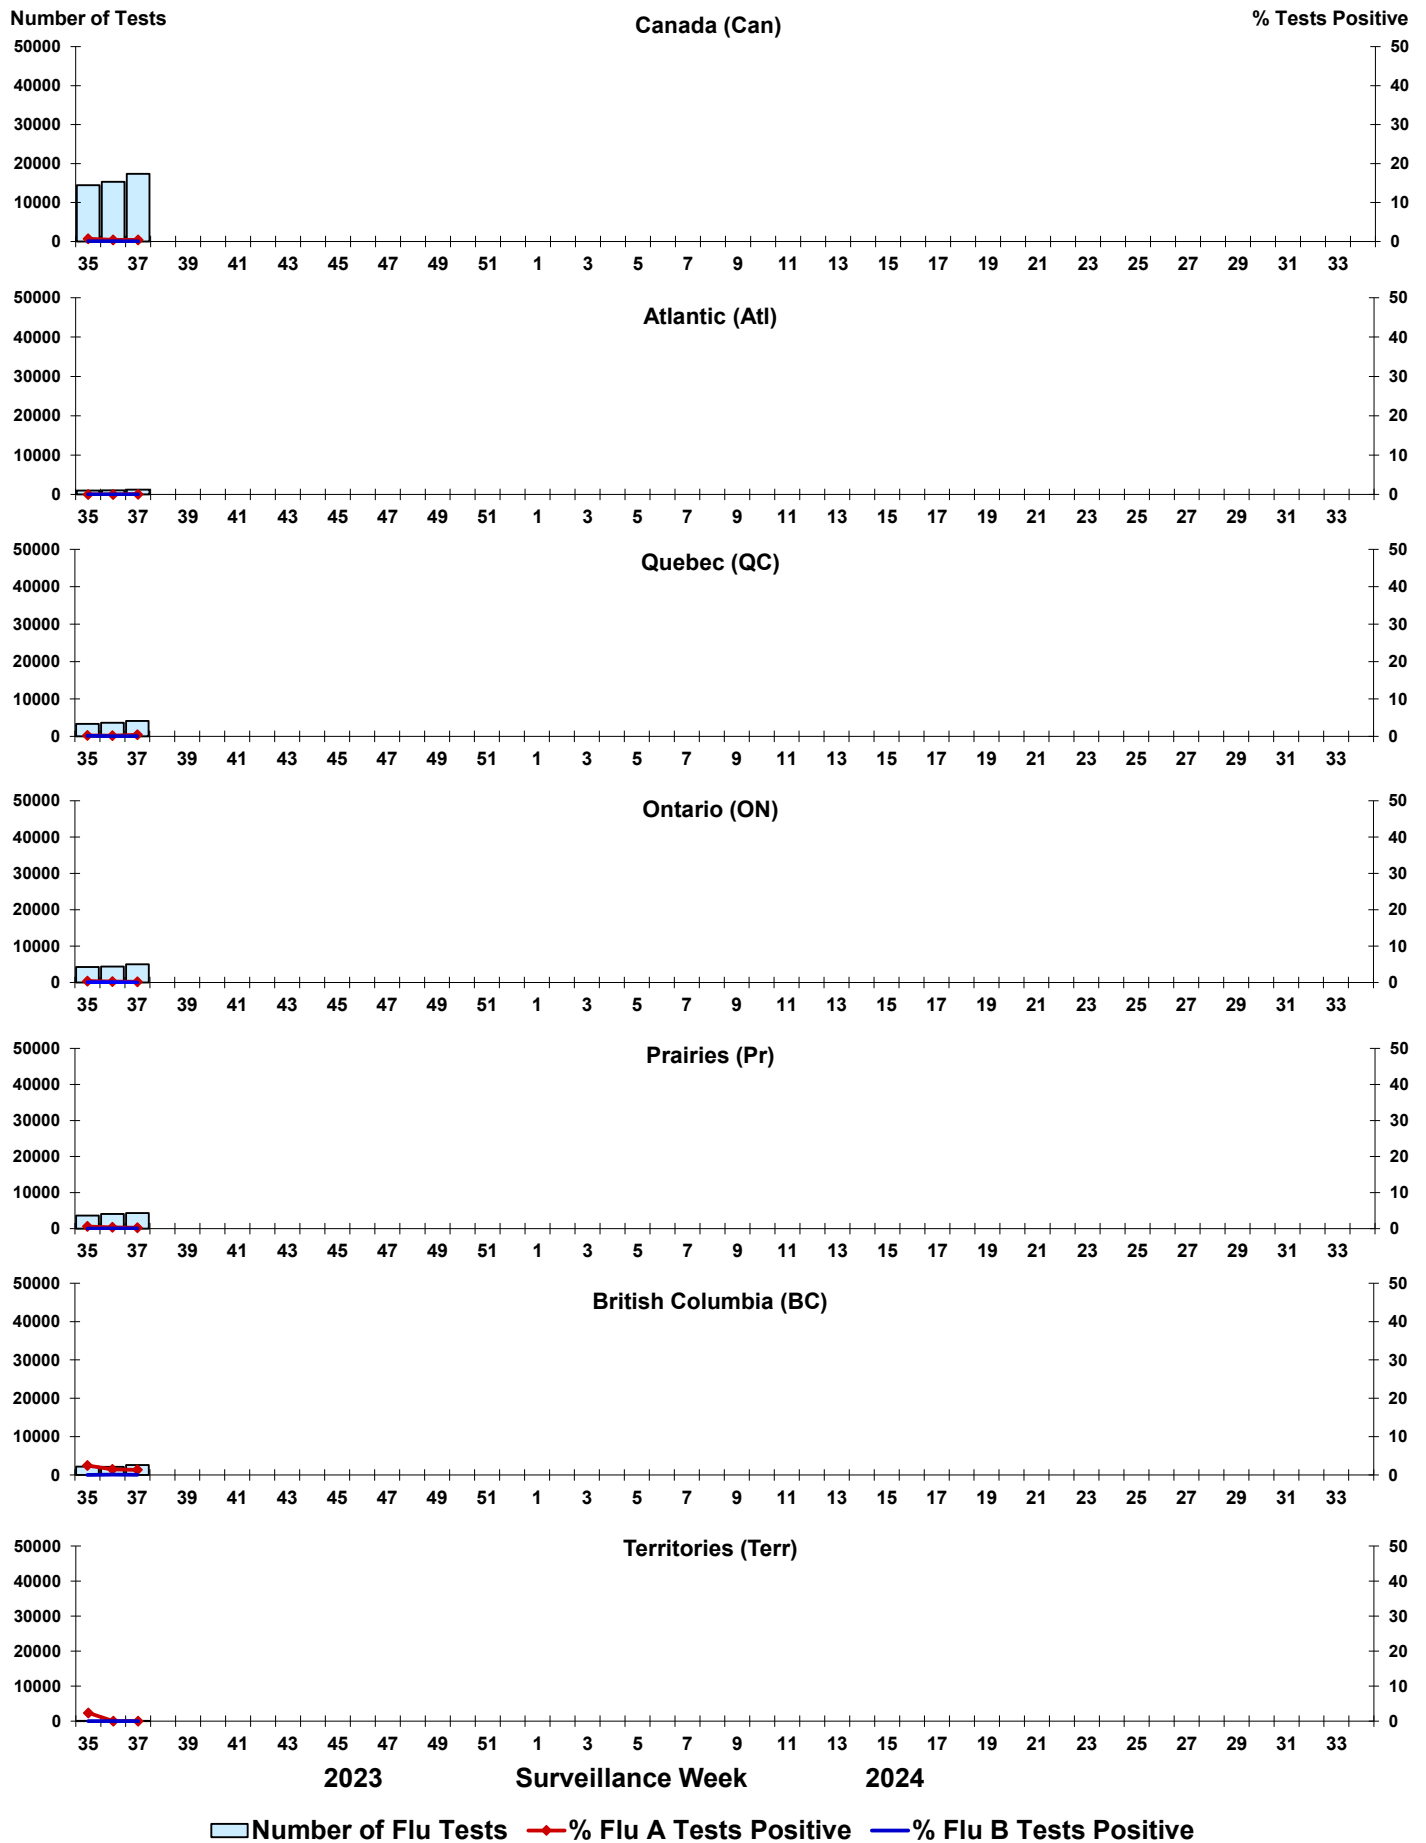 Number of Tests Canada (Can) % Tests Positive
50000 50
40000 40
30000 30
20000 20
10000 10
0 0
35 37 39 41 43 45 47 49 51 1 3 5 7 9 11 13 15 17 19 21 23 25 27 29 31 33
Atlantic (Atl)
50000 50
40000 40
30000 30
20000 20
10000 10
0 0
35 37 39 41 43 45 47 49 51 1 3 5 7 9 11 13 15 17 19 21 23 25 27 29 31 33
Quebec (QC)
50000 50
40000 40
30000 30
20000 20
10000 10
0 0
35 37 39 41 43 45 47 49 51 1 3 5 7 9 11 13 15 17 19 21 23 25 27 29 31 33
Ontario (ON)
50000 50
40000 40
30000 30
20000 20
10000 10
0 0
35 37 39 41 43 45 47 49 51 1 3 5 7 9 11 13 15 17 19 21 23 25 27 29 31 33
Prairies (Pr)
50000 50
40000 40
30000 30
20000 20
10000 10
0 0
35 37 39 41 43 45 47 49 51 1 3 5 7 9 11 13 15 17 19 21 23 25 27 29 31 33
British Columbia (BC)
50000 50
40000 40
30000 30
20000 20
10000 10
0 0
35 37 39 41 43 45 47 49 51 1 3 5 7 9 11 13 15 17 19 21 23 25 27 29 31 33
Territories (Terr)
50000 50
40000 40
30000 30
20000 20
10000 10
0 0
35 37 39 41 43 45 47 49 51 1 3 5 7 9 11 13 15 17 19 21 23 25 27 29 31 33
2023 Surveillance Week 2024
Number of Flu Tests % Flu A Tests Positive % Flu B Tests Positive